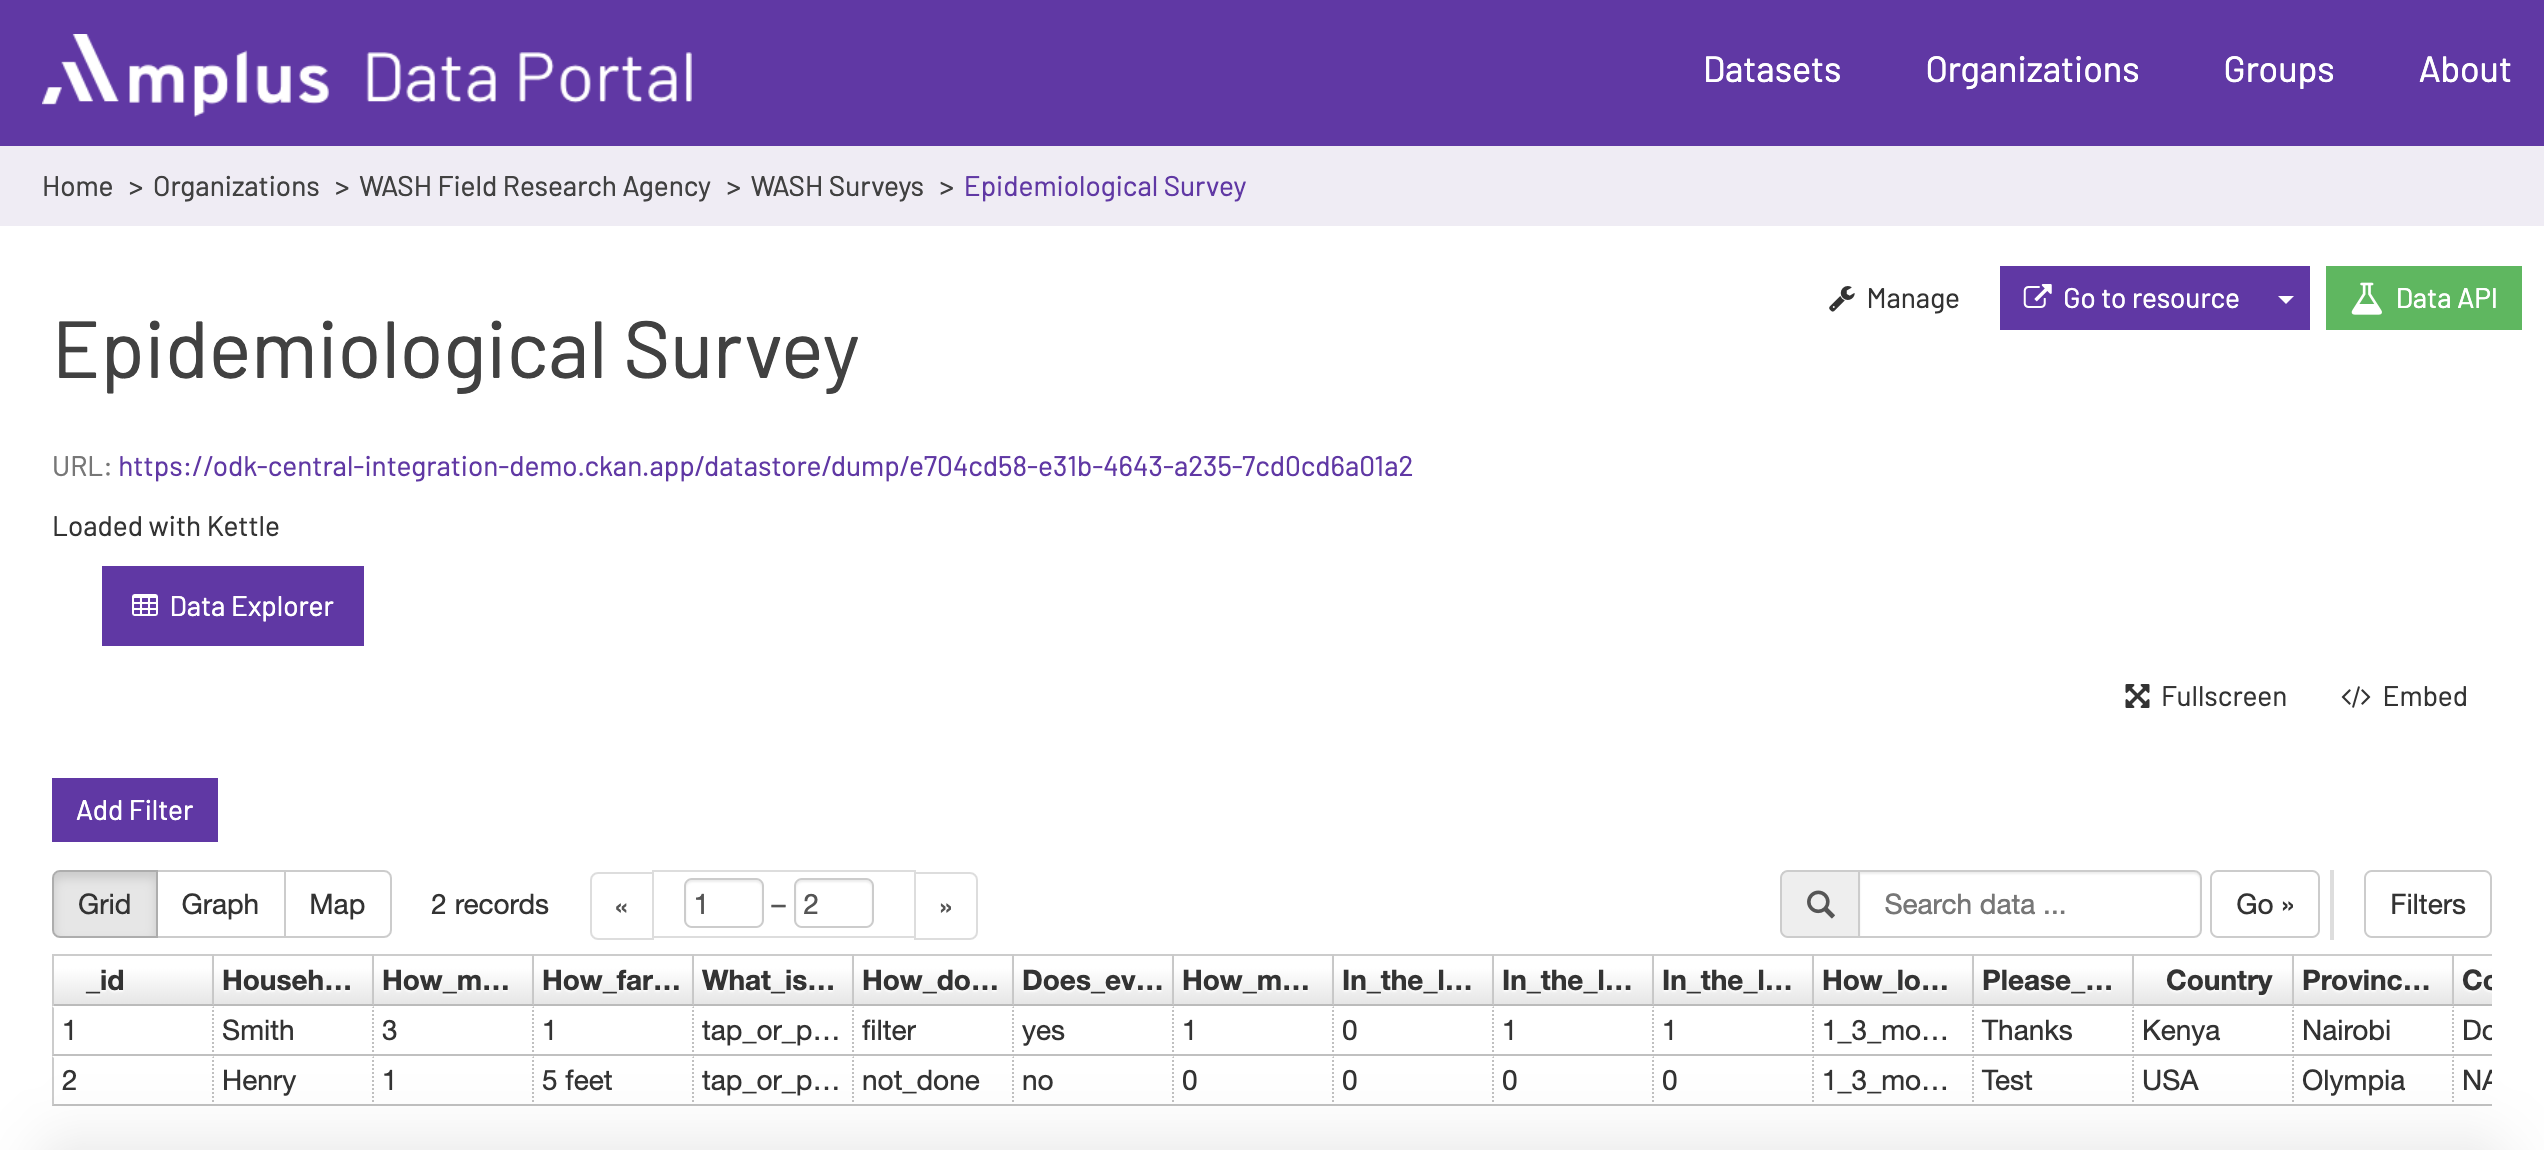 Amplus Data Portal
Datasets Organizations Groups About
Home > Organizations > WASH Field Research Agency > WASH Surveys > Epidemiological Survey
Manage Go to resource Data API
Epidemiological Survey
URL: https://odk-central-integration-demo.ckan.app/datastore/dump/e704cd58-e31b-4643-a235-7cd0cd6a01a2
Loaded with Kettle
Data Explorer
Fullscreen </> Embed
Add Filter
Grid Graph Map 2 records « 1 – 2 » Search data ... Go » Filters
_id Househ... How_m... How_far... What_is... How_do... Does_ev... How_m... In_the_l... In_the_l... In_the_l... How_lo... Please_... Country Provinc... Co
1 Smith 3 1 tap_or_p... filter yes 1 0 1 1 1_3_mo... Thanks Kenya Nairobi Do
2 Henry 1 5 feet tap_or_p... not_done no 0 0 0 0 1_3_mo... Test USA Olympia NA